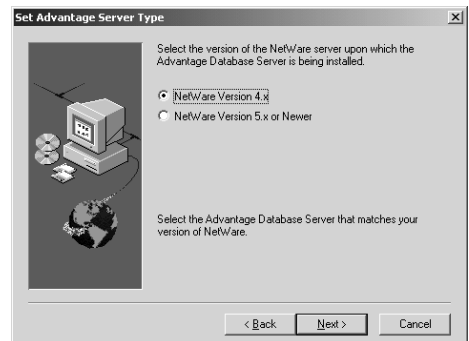 Set Advantage Server Type
Select the version of the NetWare server upon which the
Advantage Database Server is being installed.
NetWare Version 4.x
NetWare Version 5.x or Newer
Select the Advantage Database Server that matches your
version of NetWare.
< Back
Next >
Cancel